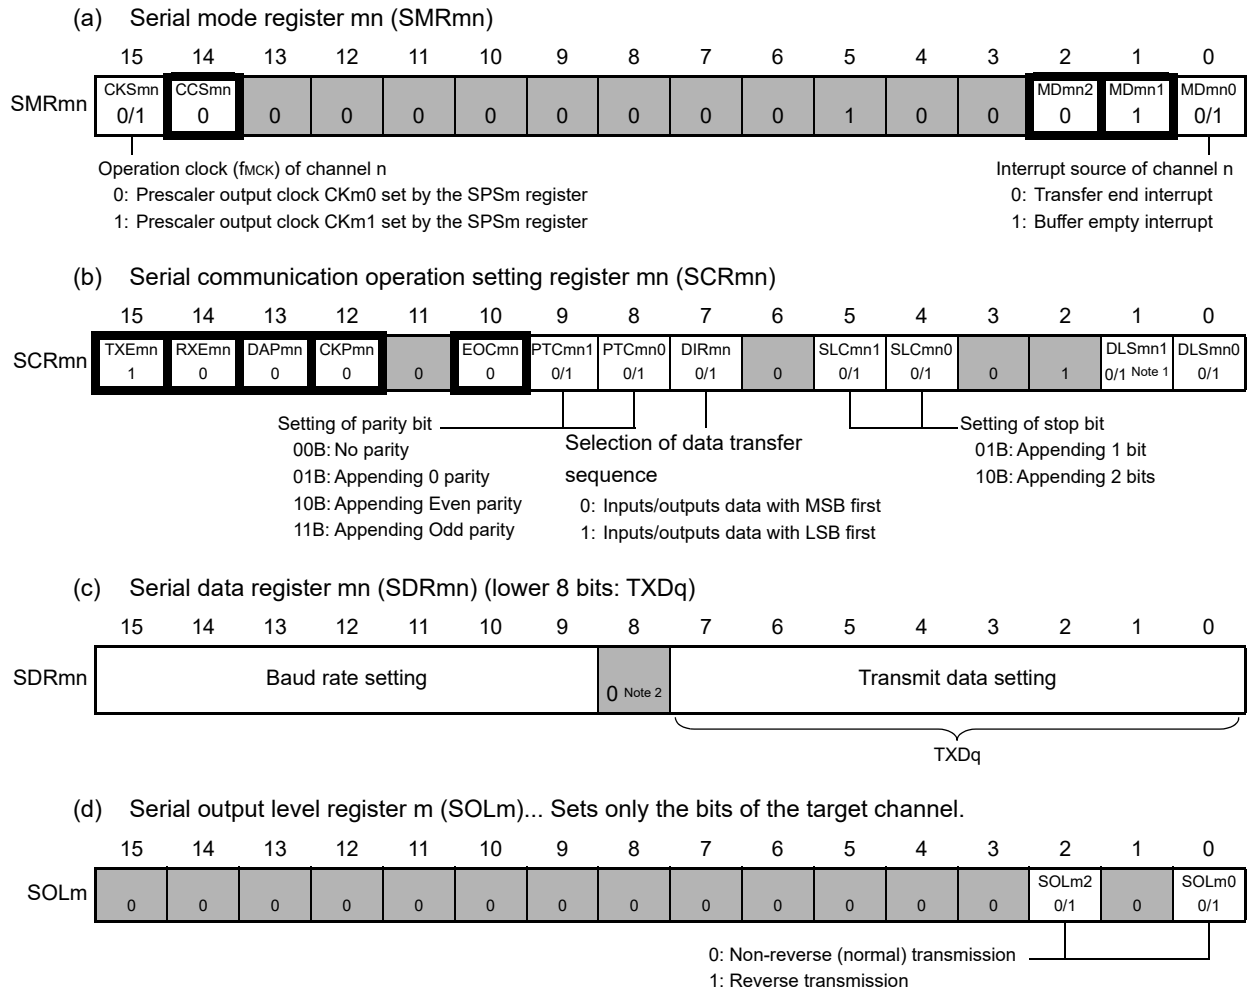 (a) Serial mode register mn (SMRmn)
15 14 13 12 11 10 9 8 7 6 5 4 3 2 1 0
SMRmn
CKSmn CCSmn MDmn2 MDmn1 MDmn0
0/1 0 0 0 0 0 0 0 0 0 1 0 0 0 1 0/1
Operation clock (fMCK) of channel n
0: Prescaler output clock CKm0 set by the SPSm register
1: Prescaler output clock CKm1 set by the SPSm register
Interrupt source of channel n
0: Transfer end interrupt
1: Buffer empty interrupt
(b) Serial communication operation setting register mn (SCRmn)
15 14 13 12 11 10 9 8 7 6 5 4 3 2 1 0
SCRmn
TXEmn RXEmn DAPmn CKPmn EOCmn PTCmn1 PTCmn0 DIRmn SLCmn1 SLCmn0 DLSmn1 DLSmn0
1 0 0 0 0 0 0/1 0/1 0/1 0 0/1 0/1 0 1 0/1 Note 1 0/1
Setting of parity bit
00B: No parity
01B: Appending 0 parity
10B: Appending Even parity
11B: Appending Odd parity
Selection of data transfer
sequence
0: Inputs/outputs data with MSB first
1: Inputs/outputs data with LSB first
Setting of stop bit
01B: Appending 1 bit
10B: Appending 2 bits
(c) Serial data register mn (SDRmn) (lower 8 bits: TXDq)
15 14 13 12 11 10 9 8 7 6 5 4 3 2 1 0
SDRmn
Baud rate setting 0 Note 2 Transmit data setting
TXDq
(d) Serial output level register m (SOLm)... Sets only the bits of the target channel.
15 14 13 12 11 10 9 8 7 6 5 4 3 2 1 0
SOLm
SOLm2 SOLm0
0 0 0 0 0 0 0 0 0 0 0 0 0 0/1 0 0/1
0: Non-reverse (normal) transmission
1: Reverse transmission